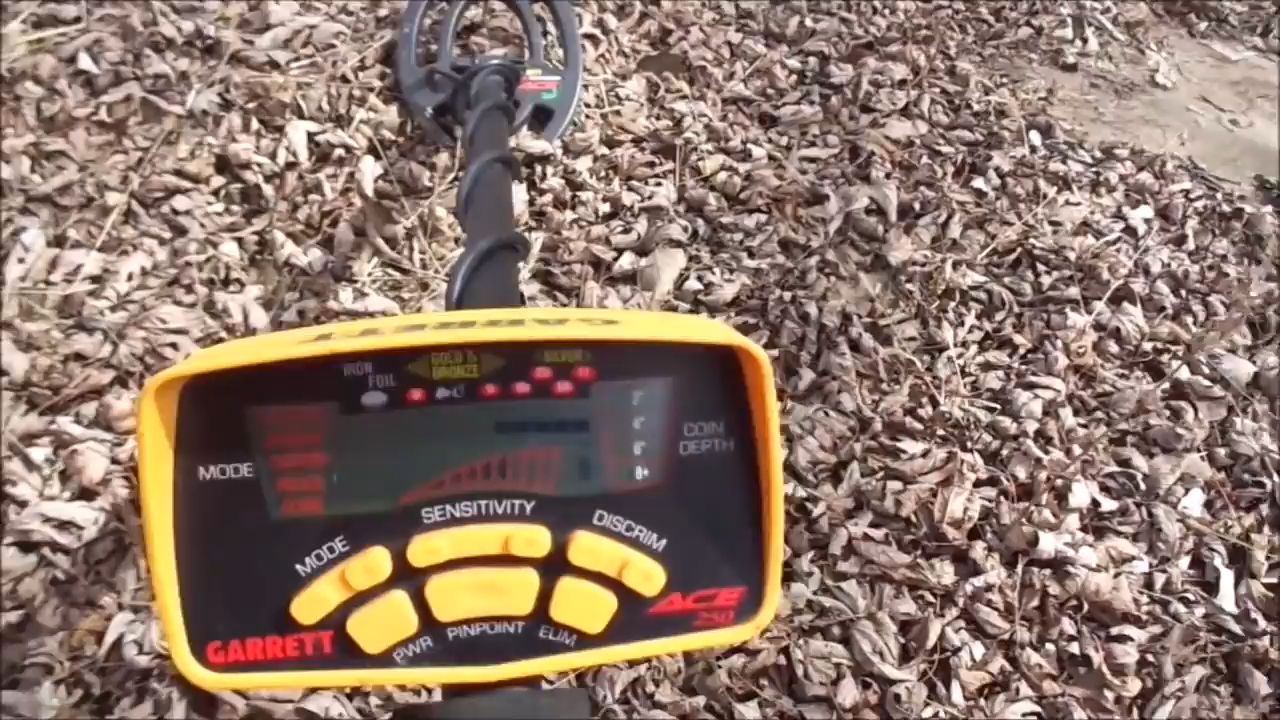 ACE
GARRETT
IRON
FOIL
GOLD &
BRONZE
SILVER
MODE
2"
4"
6"
8+
COIN
DEPTH
SENSITIVITY
MODE
DISCRIM
GARRETT
PWR
PINPOINT
ELIM
ACE
250